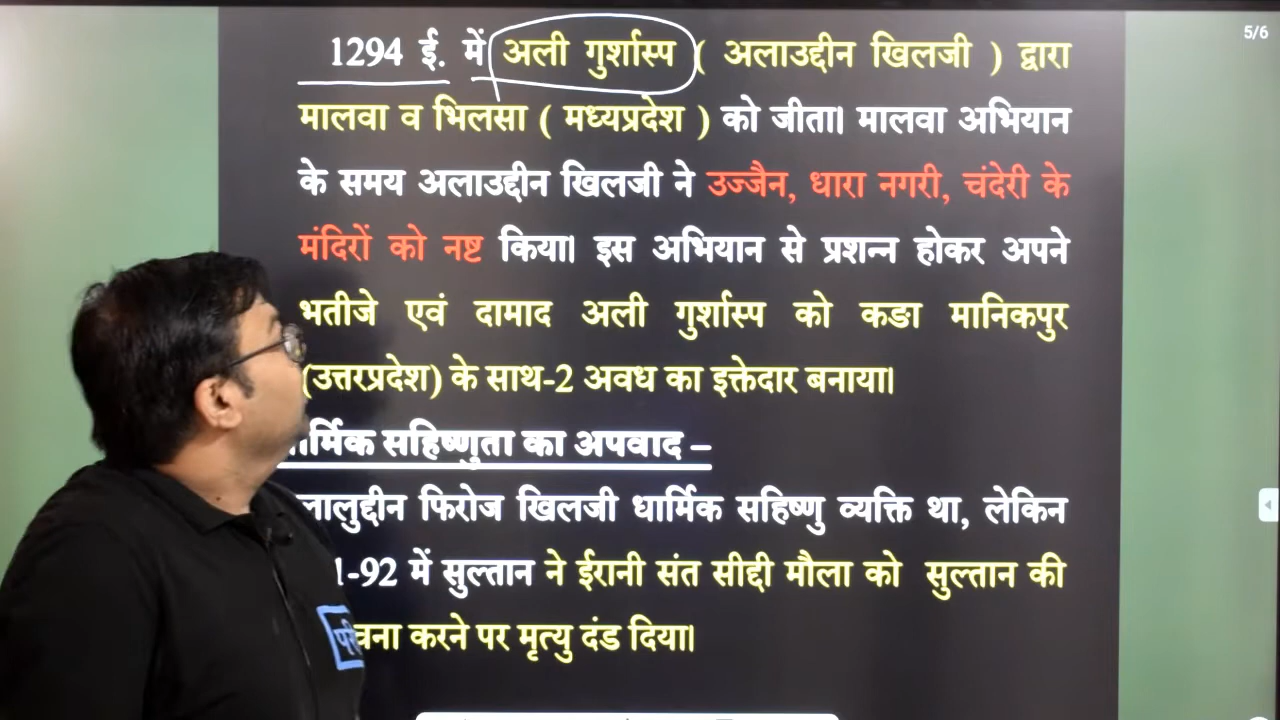 5/6
1294 ई. में अली गुर्शास्प ( अलाउद्दीन खिलजी ) द्वारा
मालवा व भिलसा ( मध्यप्रदेश ) को जीता। मालवा अभियान
के समय अलाउद्दीन खिलजी ने उज्जैन, धारा नगरी, चंदेरी के
मंदिरों को नष्ट किया। इस अभियान से प्रशन्न होकर अपने
भतीजे एवं दामाद अली गुर्शास्प को कङा मानिकपुर
(उत्तरप्रदेश) के साथ-2 अवध का इक्तेदार बनाया।
र्मिक सहिष्णुता का अपवाद –
लालुद्दीन फिरोज खिलजी धार्मिक सहिष्णु व्यक्ति था, लेकिन
1-92 में सुल्तान ने ईरानी संत सीद्दी मौला को सुल्तान की
चना करने पर मृत्यु दंड दिया।